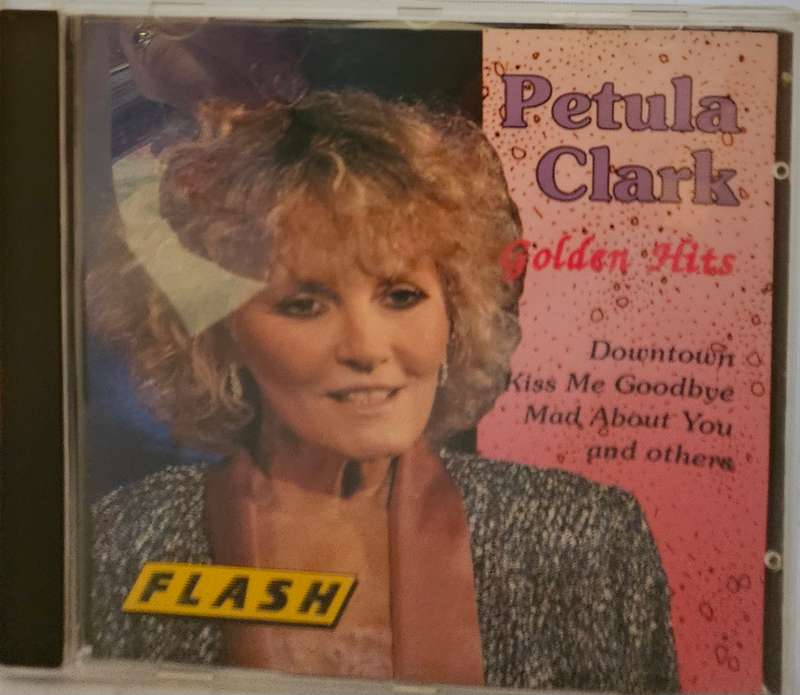 Petula
Clark
Golden Hits
Downtown
Kiss Me Goodbye
Mad About You
and others
FLASH